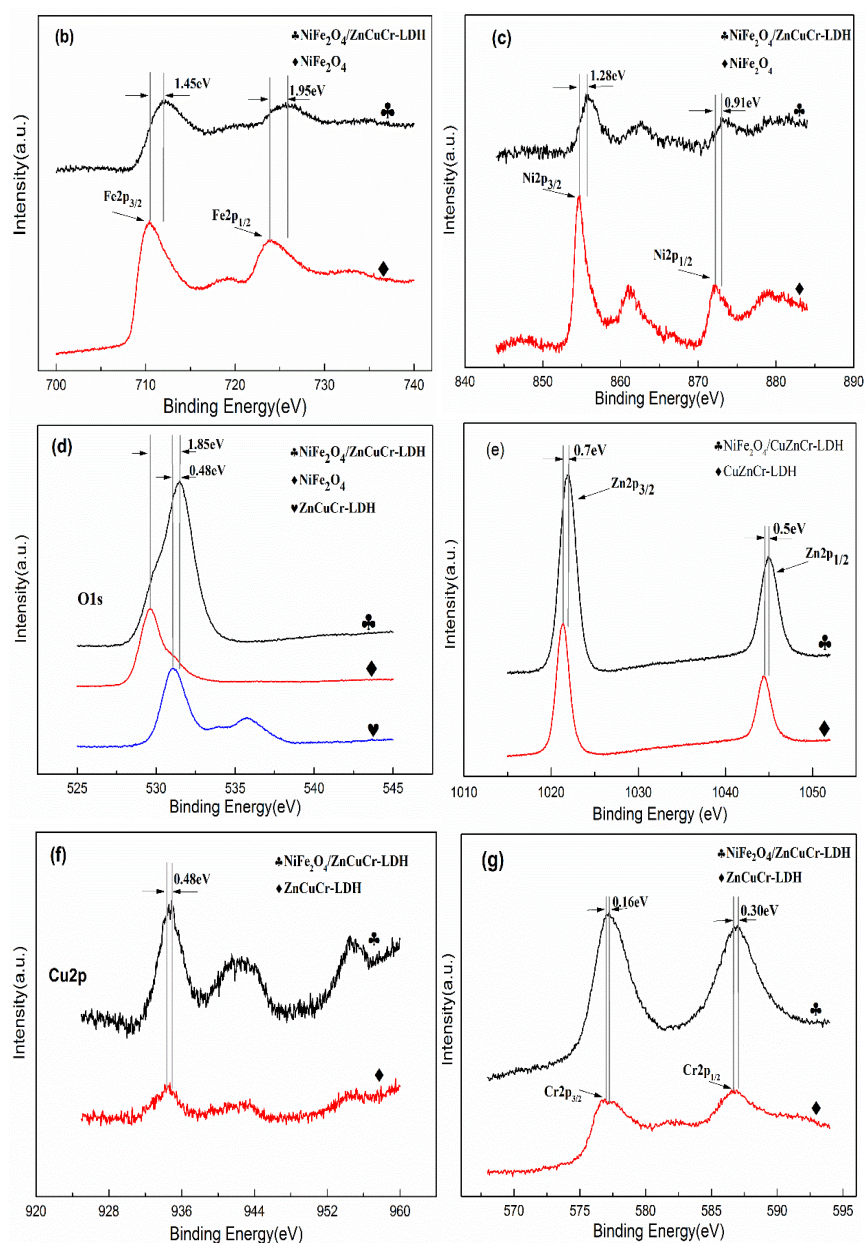 (b)
♣NiFe₂O₄/ZnCuCr-LDH
♦NiFe₂O₄
1.45eV
1.95eV
♣
Fe2p₃/₂
Fe2p₁/₂
♦
Intensity(a.u.)
700 710 720 730 740
Binding Energy(eV)
(c)
♣NiFe₂O₄/ZnCuCr-LDH
♦NiFe₂O₄
1.28eV
0.91eV
♣
Ni2p₃/₂
Ni2p₁/₂
♦
Intensity(a.u.)
840 850 860 870 880 890
Binding Energy(eV)
(d)
♣NiFe₂O₄/ZnCuCr-LDH
♦NiFe₂O₄
♥ZnCuCr-LDH
1.85eV
0.48eV
O1s
♣
♦
♥
Intensity(a.u.)
525 530 535 540 545
Binding Energy(eV)
(e)
♣NiFe₂O₄/CuZnCr-LDH
♦CuZnCr-LDH
0.7eV
Zn2p₃/₂
0.5eV
Zn2p₁/₂
♣
♦
Intensity (a.u.)
1010 1020 1030 1040 1050
Binding Energy (eV)
(f)
♣NiFe₂O₄/ZnCuCr-LDH
♦ZnCuCr-LDH
0.48eV
♣
Cu2p
♦
Intensity(a.u.)
920 928 936 944 952 960
Binding Energy(eV)
(g)
♣NiFe₂O₄/ZnCuCr-LDH
♦ZnCuCr-LDH
0.16eV
0.30eV
♣
Cr2p₃/₂
Cr2p₁/₂
♦
Intensity(a.u.)
570 575 580 585 590 595
Binding Energy(eV)